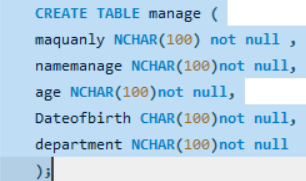 CREATE TABLE manage (
maquanly NCHAR(100) not null ,
namemanage NCHAR(100)not null,
age NCHAR(100)not null,
Dateofbirth CHAR(100)not null,
department NCHAR(100)not null
);